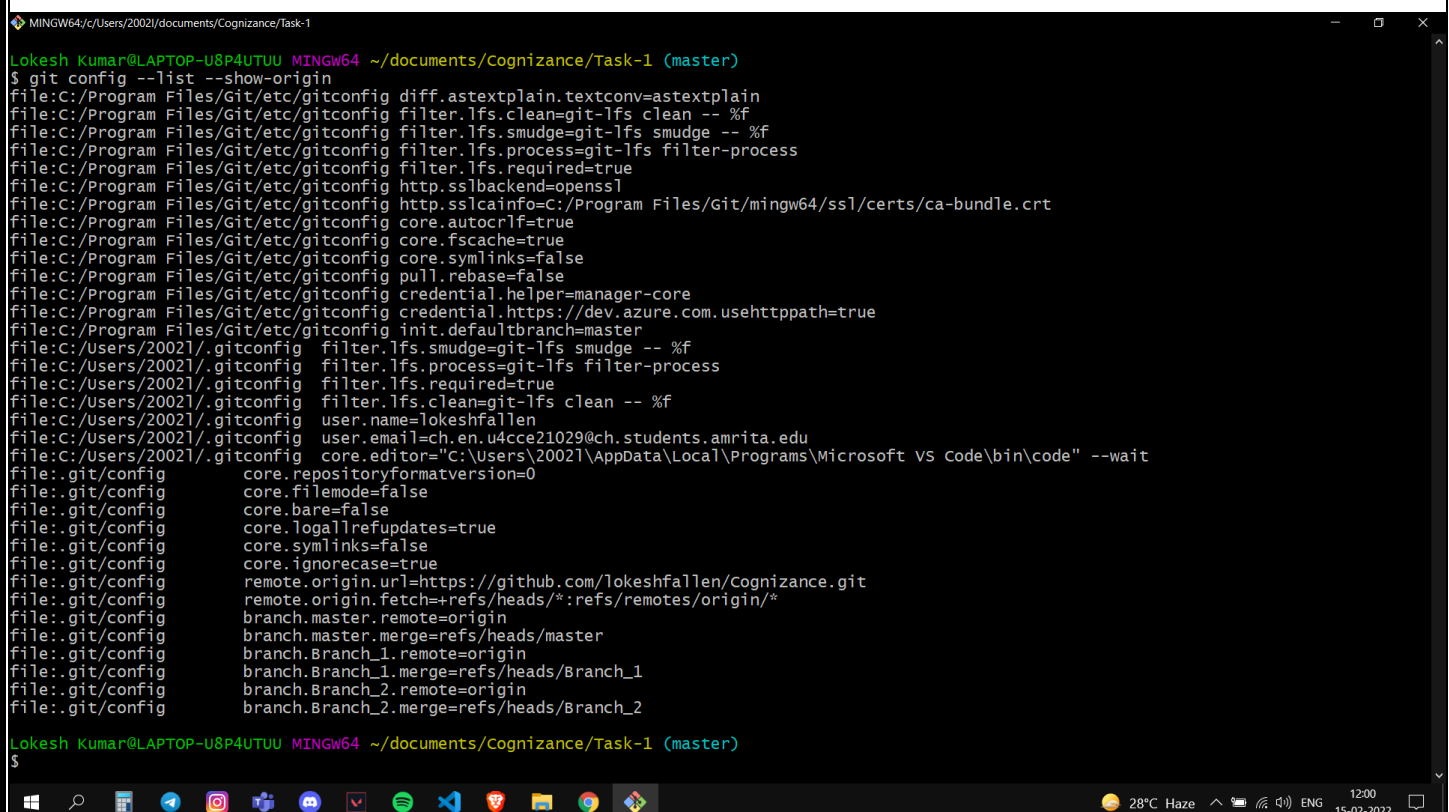 MINGW64:/c/Users/2002l/documents/Cognizance/Task-1
Lokesh Kumar@LAPTOP-U8P4UTUU MINGW64 ~/documents/Cognizance/Task-1 (master)
$ git config --list --show-origin
file:C:/Program Files/Git/etc/gitconfig diff.astextplain.textconv=astextplain
file:C:/Program Files/Git/etc/gitconfig filter.lfs.clean=git-lfs clean -- %f
file:C:/Program Files/Git/etc/gitconfig filter.lfs.smudge=git-lfs smudge -- %f
file:C:/Program Files/Git/etc/gitconfig filter.lfs.process=git-lfs filter-process
file:C:/Program Files/Git/etc/gitconfig filter.lfs.required=true
file:C:/Program Files/Git/etc/gitconfig http.sslbackend=openssl
file:C:/Program Files/Git/etc/gitconfig http.sslcainfo=C:/Program Files/Git/mingw64/ssl/certs/ca-bundle.crt
file:C:/Program Files/Git/etc/gitconfig core.autocrlf=true
file:C:/Program Files/Git/etc/gitconfig core.fscache=true
file:C:/Program Files/Git/etc/gitconfig core.symlinks=false
file:C:/Program Files/Git/etc/gitconfig pull.rebase=false
file:C:/Program Files/Git/etc/gitconfig credential.helper=manager-core
file:C:/Program Files/Git/etc/gitconfig credential.https://dev.azure.com.usehttppath=true
file:C:/Program Files/Git/etc/gitconfig init.defaultbranch=master
file:C:/Users/2002l/.gitconfig  filter.lfs.smudge=git-lfs smudge -- %f
file:C:/Users/2002l/.gitconfig  filter.lfs.process=git-lfs filter-process
file:C:/Users/2002l/.gitconfig  filter.lfs.required=true
file:C:/Users/2002l/.gitconfig  filter.lfs.clean=git-lfs clean -- %f
file:C:/Users/2002l/.gitconfig  user.name=lokeshfallen
file:C:/Users/2002l/.gitconfig  user.email=ch.en.u4cce21029@ch.students.amrita.edu
file:C:/Users/2002l/.gitconfig  core.editor="C:\Users\2002l\AppData\Local\Programs\Microsoft VS Code\bin\code" --wait
file:.git/config        core.repositoryformatversion=0
file:.git/config        core.filemode=false
file:.git/config        core.bare=false
file:.git/config        core.logallrefupdates=true
file:.git/config        core.symlinks=false
file:.git/config        core.ignorecase=true
file:.git/config        remote.origin.url=https://github.com/lokeshfallen/Cognizance.git
file:.git/config        remote.origin.fetch=+refs/heads/*:refs/remotes/origin/*
file:.git/config        branch.master.remote=origin
file:.git/config        branch.master.merge=refs/heads/master
file:.git/config        branch.Branch_1.remote=origin
file:.git/config        branch.Branch_1.merge=refs/heads/Branch_1
file:.git/config        branch.Branch_2.remote=origin
file:.git/config        branch.Branch_2.merge=refs/heads/Branch_2
Lokesh Kumar@LAPTOP-U8P4UTUU MINGW64 ~/documents/Cognizance/Task-1 (master)
$
28°C Haze ENG 12:00
15-02-2022